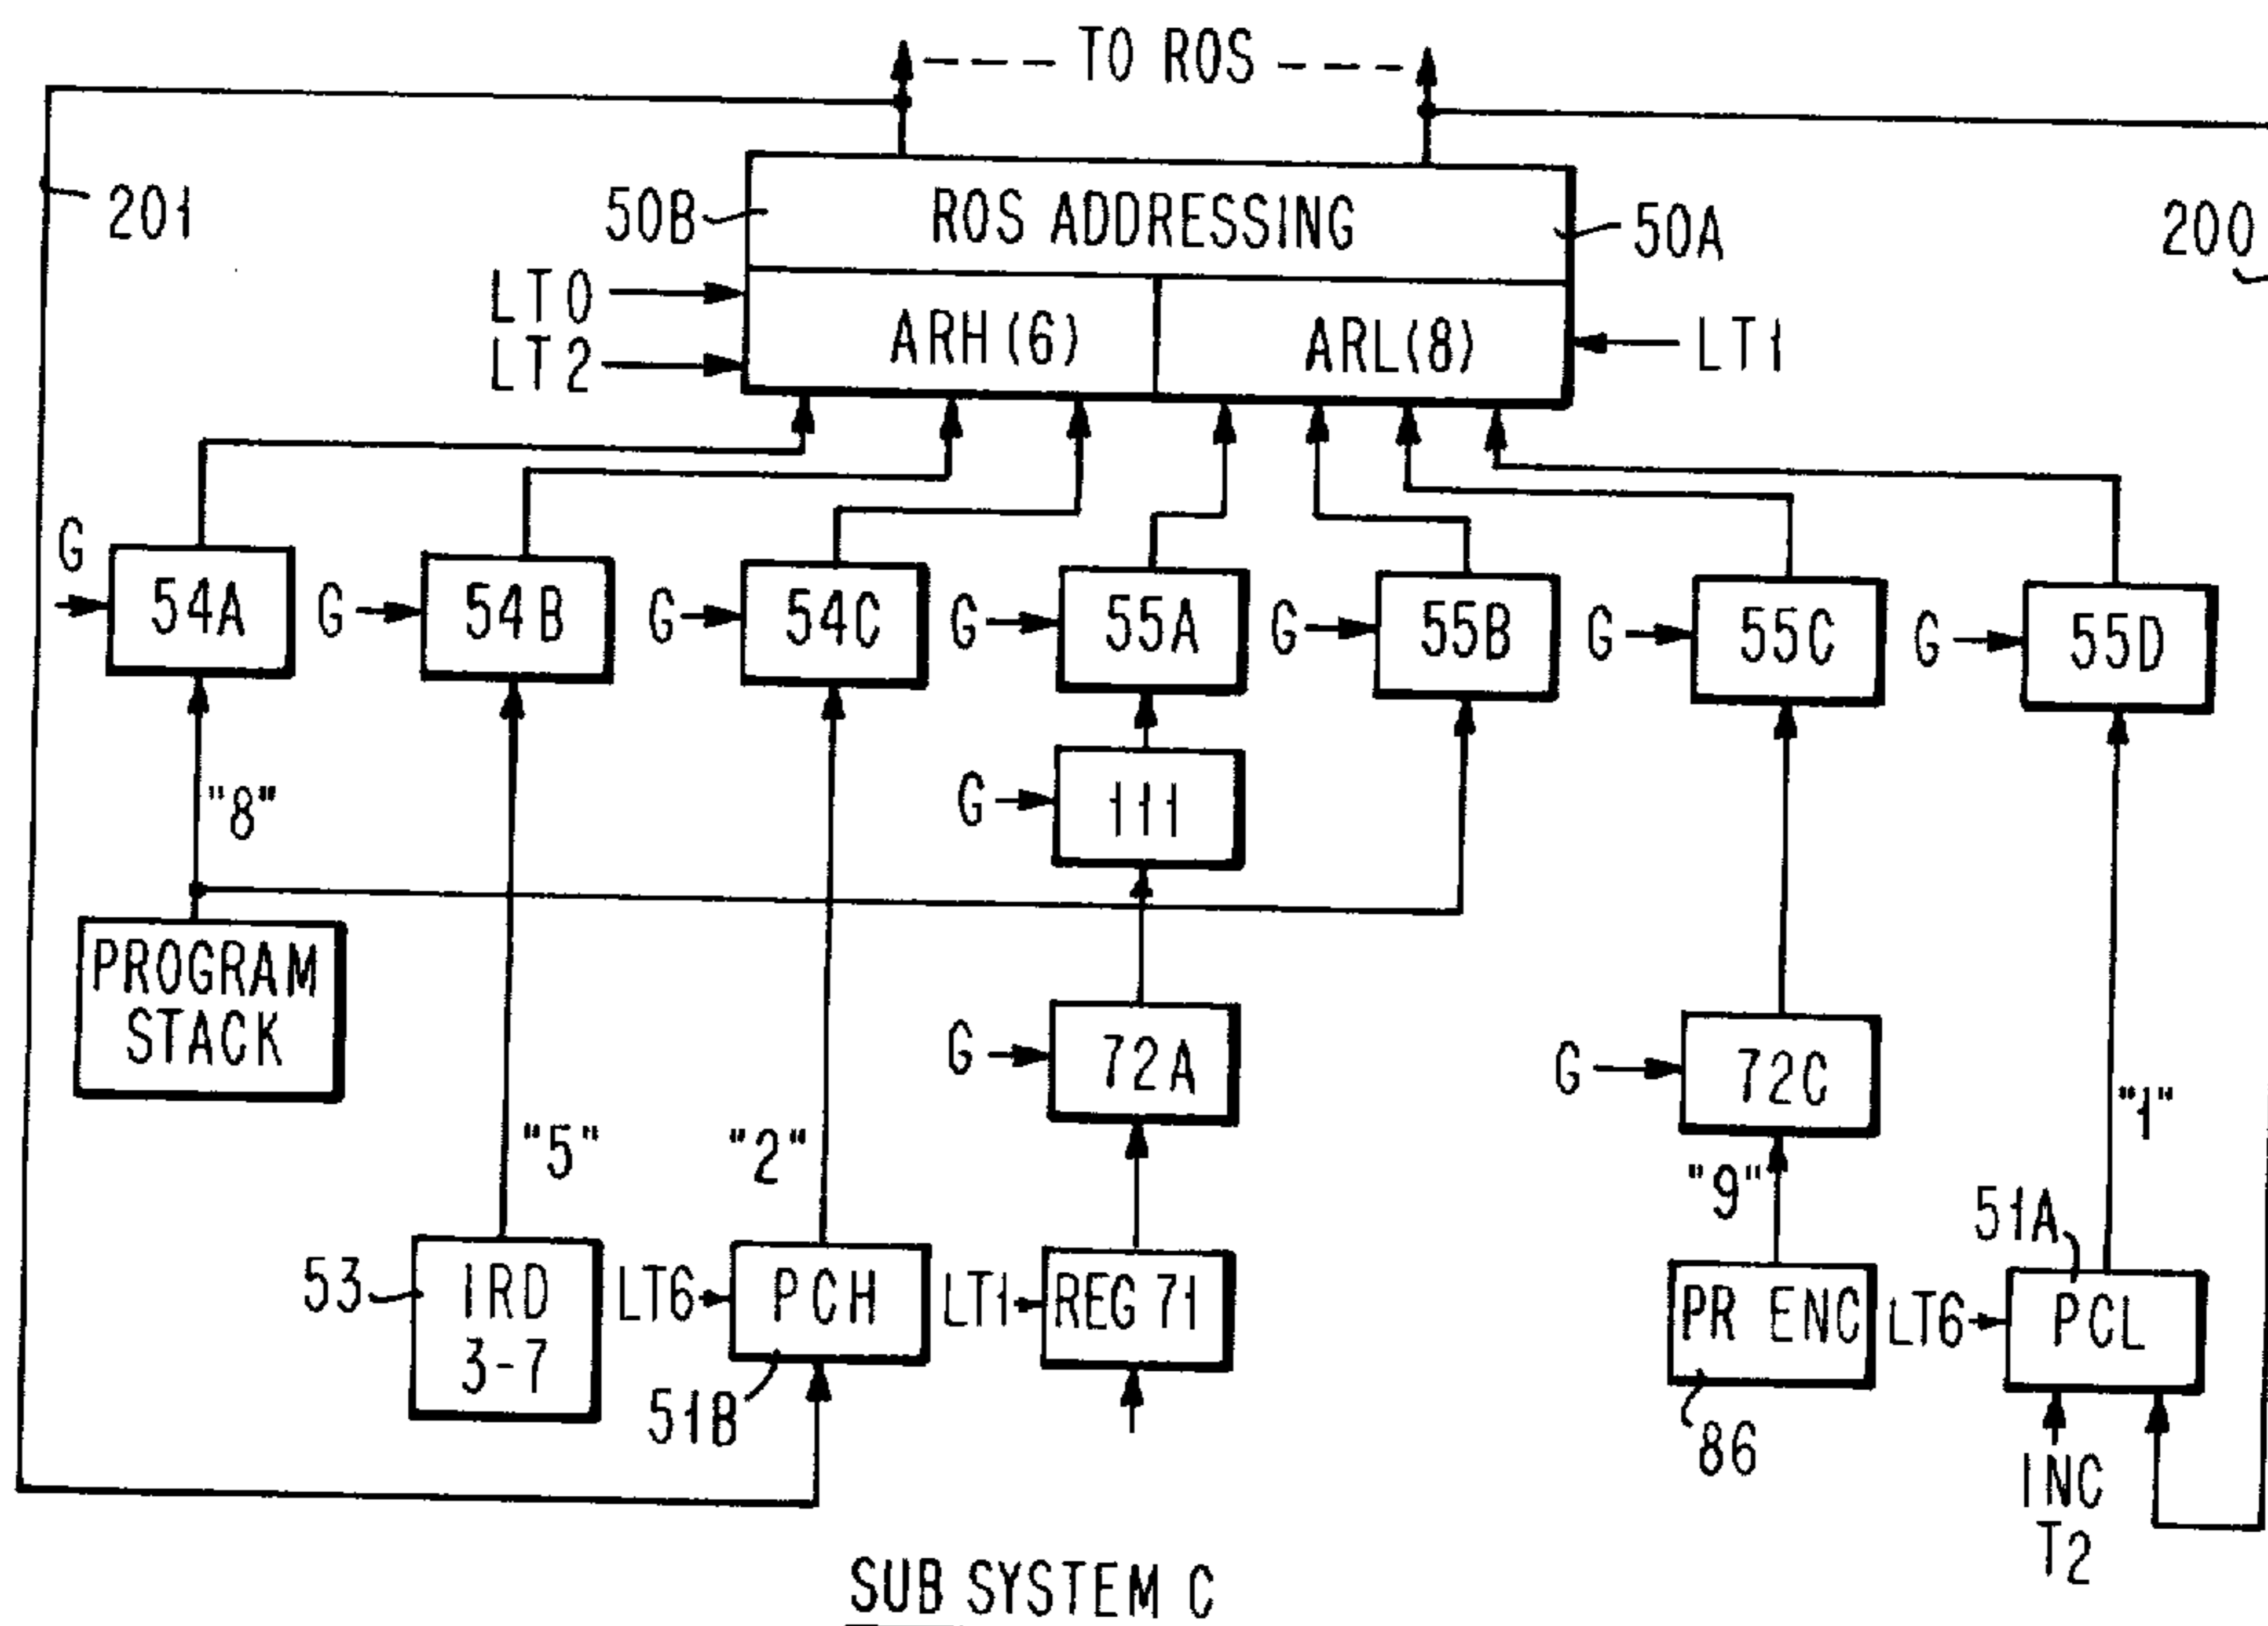 TO ROS
201
50B
ROS ADDRESSING
50A
200
LT0
LT2
ARH (6)
ARL (8)
LT1
G
54A
G
54B
G
54C
G
55A
G
55B
G
55C
G
55D
"8"
G
111
PROGRAM
STACK
G
72A
G
72C
"5"
"2"
"9"
"1"
51A
53
IRD
3-7
LT6
PCH
LT1
REG 71
PR ENC
LT6
PCL
51B
86
INC
T2
SUB SYSTEM C